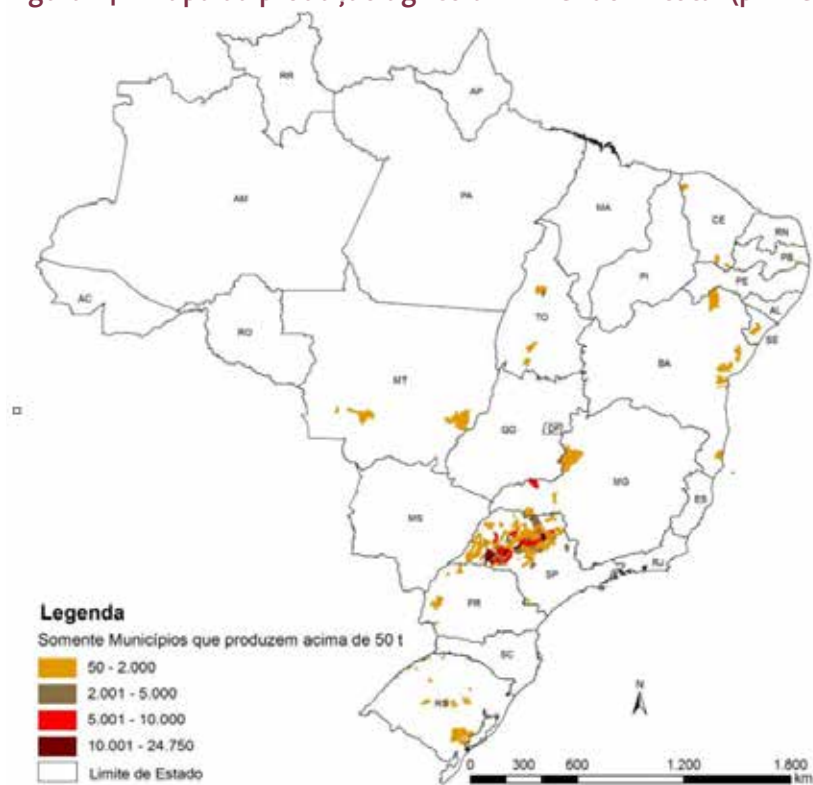 RR
AP
AM
PA
MA
CE
RN
PB
PE
AL
SE
PI
AC
RO
TO
BA
MT
GO
DF
MG
ES
MS
SP
RJ
PR
SC
RS
Legenda
Somente Municípios que produzem acima de 50 t
50 - 2.000
2.001 - 5.000
5.001 - 10.000
10.001 - 24.750
Limite de Estado
N
0 300 600 1.200 1.800
km